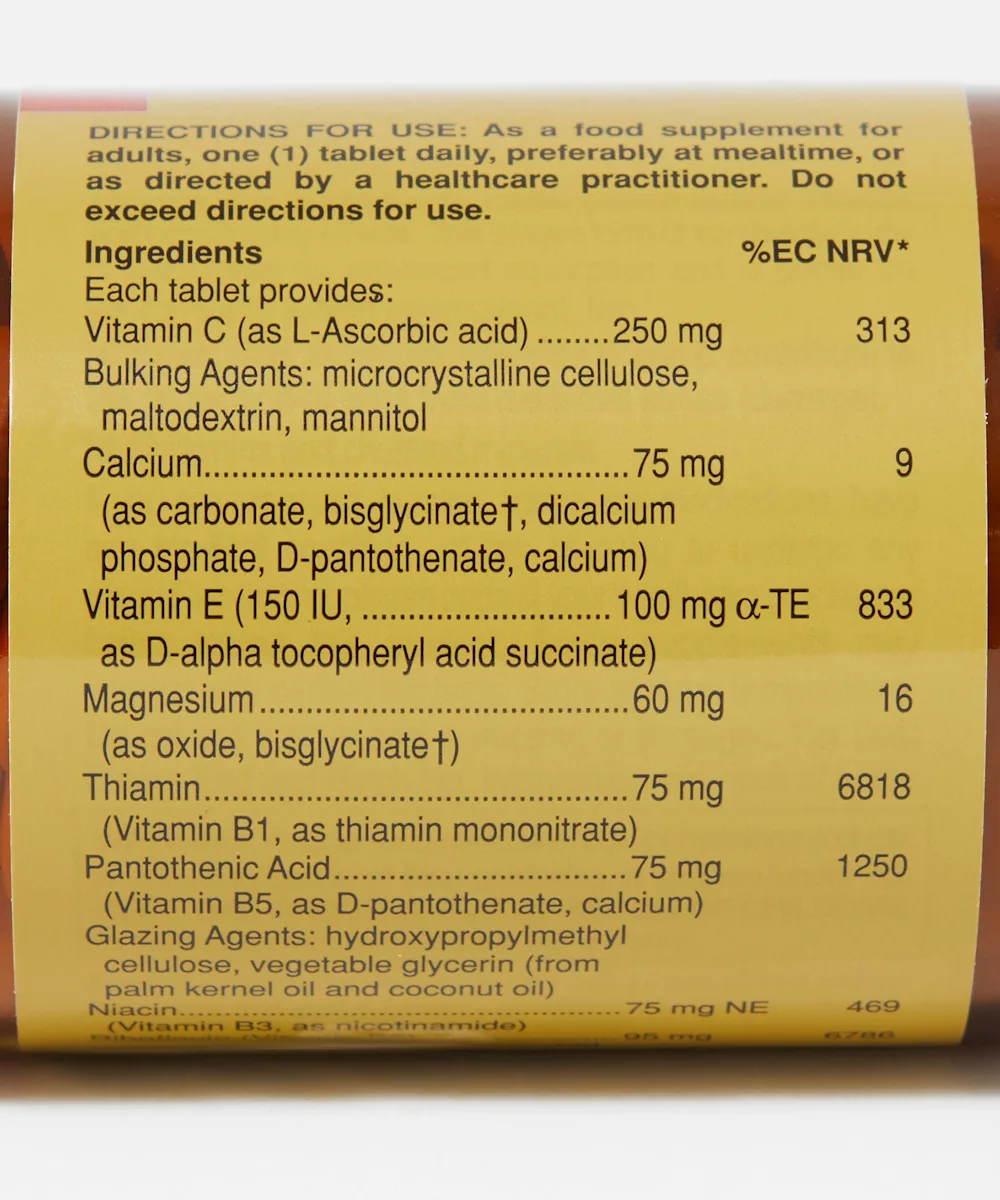 DIRECTIONS FOR USE: As a food supplement for
adults, one (1) tablet daily, preferably at mealtime, or
as directed by a healthcare practitioner. Do not
exceed directions for use.
Ingredients %EC NRV*
Each tablet provides:
Vitamin C (as L-Ascorbic acid) ........250 mg 313
Bulking Agents: microcrystalline cellulose,
maltodextrin, mannitol
Calcium................................................75 mg 9
(as carbonate, bisglycinate†, dicalcium
phosphate, D-pantothenate, calcium)
Vitamin E (150 IU, ............................100 mg α-TE 833
as D-alpha tocopheryl acid succinate)
Magnesium..........................................60 mg 16
(as oxide, bisglycinate†)
Thiamin................................................75 mg 6818
(Vitamin B1, as thiamin mononitrate)
Pantothenic Acid.................................75 mg 1250
(Vitamin B5, as D-pantothenate, calcium)
Glazing Agents: hydroxypropylmethyl
cellulose, vegetable glycerin (from
palm kernel oil and coconut oil)
Niacin..................................................75 mg NE 469
(Vitamin B3, as nicotinamide)
95 mg 6786